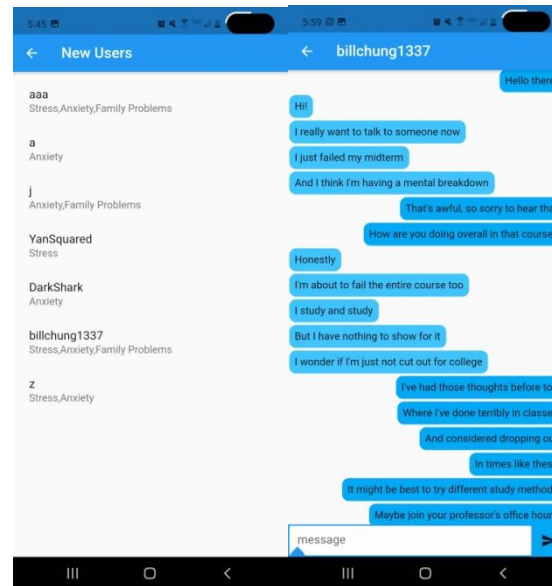 5:45
New Users
aaa
Stress,Anxiety,Family Problems
a
Anxiety
j
Anxiety,Family Problems
YanSquared
Stress
DarkShark
Anxiety
billchung1337
Stress,Anxiety,Family Problems
z
Stress,Anxiety
5:59
billchung1337
Hello there
Hi!
I really want to talk to someone now
I just failed my midterm
And I think I'm having a mental breakdown
That's awful, so sorry to hear tha
How are you doing overall in that course
Honestly
I'm about to fail the entire course too
I study and study
But I have nothing to show for it
I wonder if I'm just not cut out for college
I've had those thoughts before to
Where I've done terribly in classe
And considered dropping ou
In times like thes
It might be best to try different study method
Maybe join your professor's office hour
message